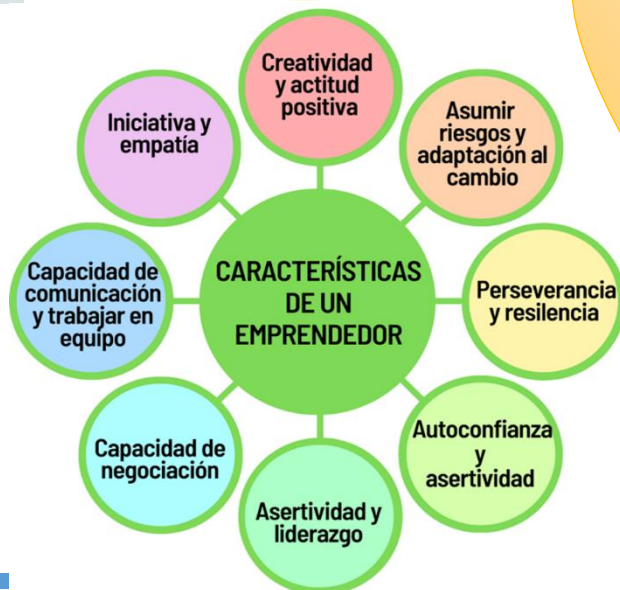 Creatividad
y actitud
positiva
Asumir
riesgos y
adaptación al
cambio
Perseverancia
y resilencia
Autoconfianza
y
asertividad
Asertividad y
liderazgo
Capacidad de
negociación
Capacidad de
comunicación
y trabajar en
equipo
Iniciativa y
empatía
CARACTERÍSTICAS
DE UN
EMPRENDEDOR